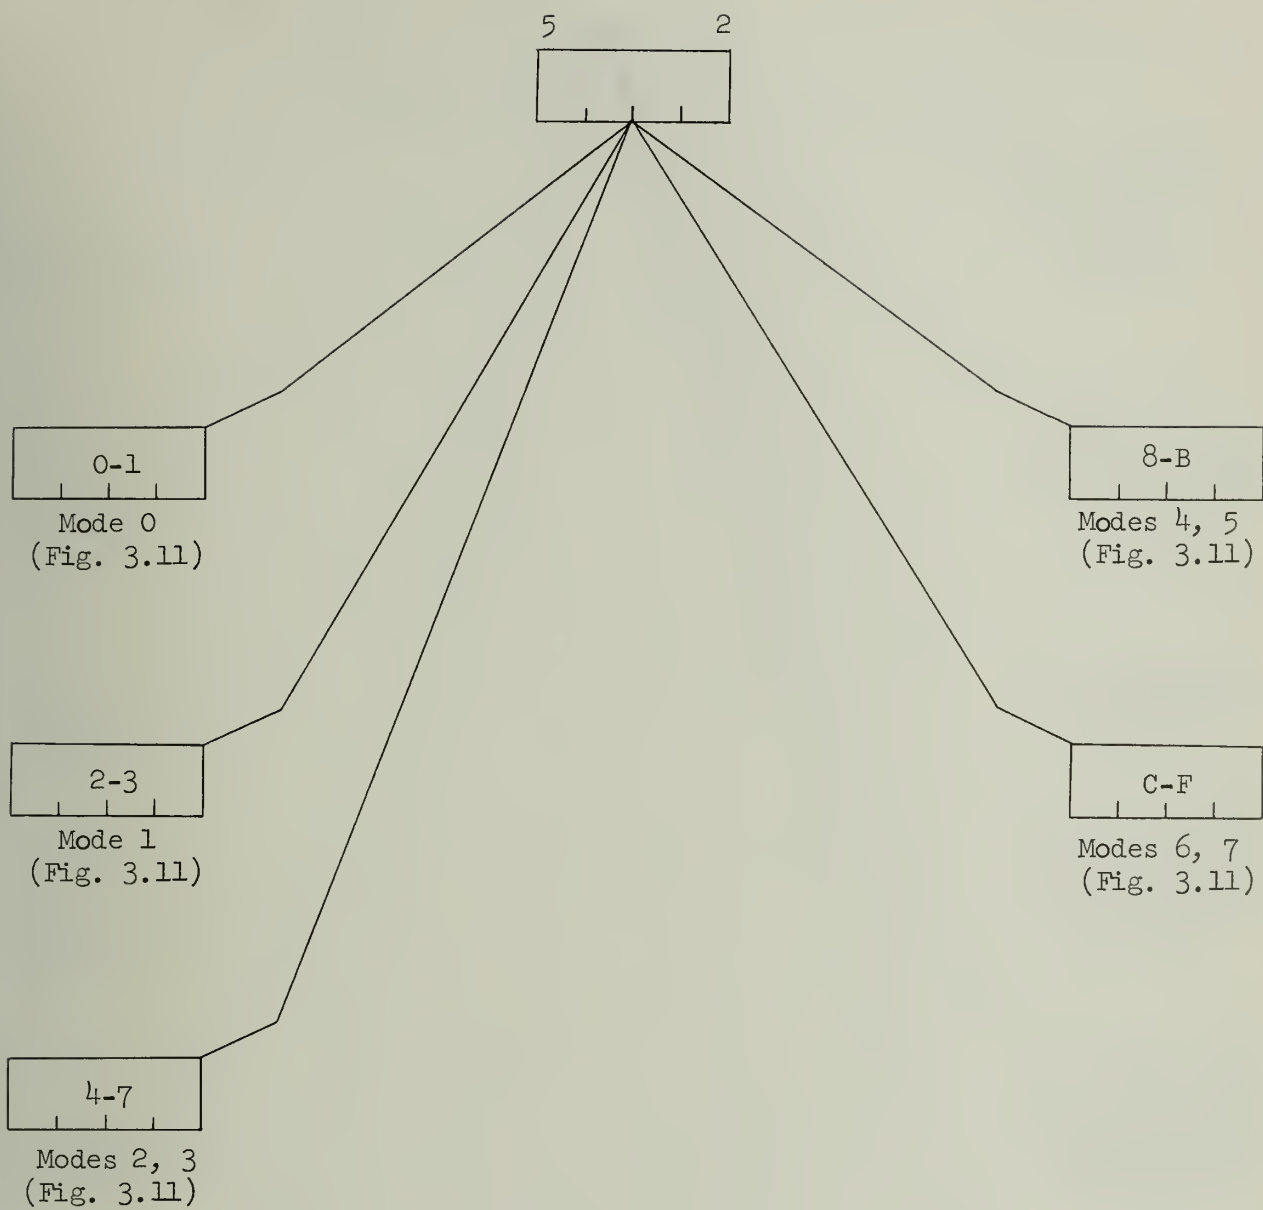 5 2
0-1
Mode 0
(Fig. 3.11)
2-3
Mode 1
(Fig. 3.11)
4-7
Modes 2, 3
(Fig. 3.11)
8-B
Modes 4, 5
(Fig. 3.11)
C-F
Modes 6, 7
(Fig. 3.11)